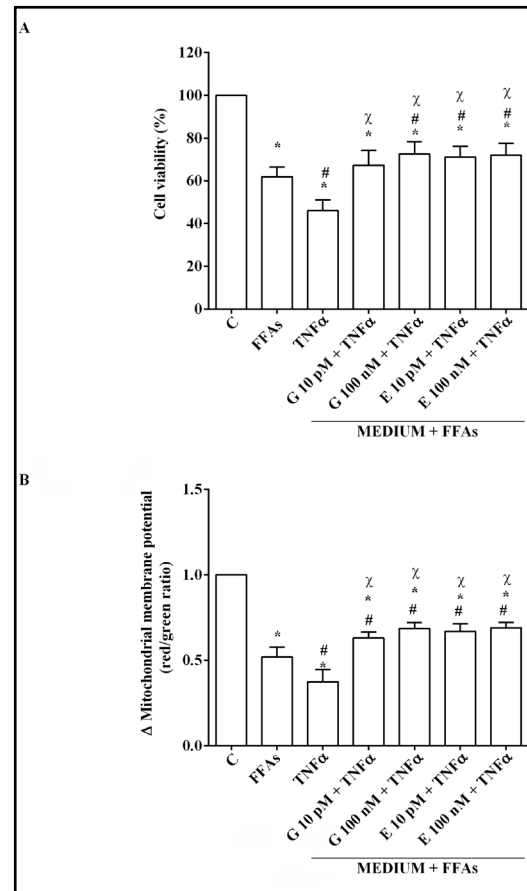 A
Cell viability (%)
120
100
80
60
40
20
0
*
#
*
χ
*
χ
#
*
χ
#
*
χ
#
*
C
FFAs
TNFα
G 10 pM + TNFα
G 100 nM + TNFα
E 10 pM + TNFα
E 100 nM + TNFα
MEDIUM + FFAs
B
Δ Mitochondrial membrane potential
(red/green ratio)
1.5
1.0
0.5
0.0
*
#
*
χ
*
#
χ
*
#
χ
*
#
χ
*
#
C
FFAs
TNFα
G 10 pM + TNFα
G 100 nM + TNFα
E 10 pM + TNFα
E 100 nM + TNFα
MEDIUM + FFAs